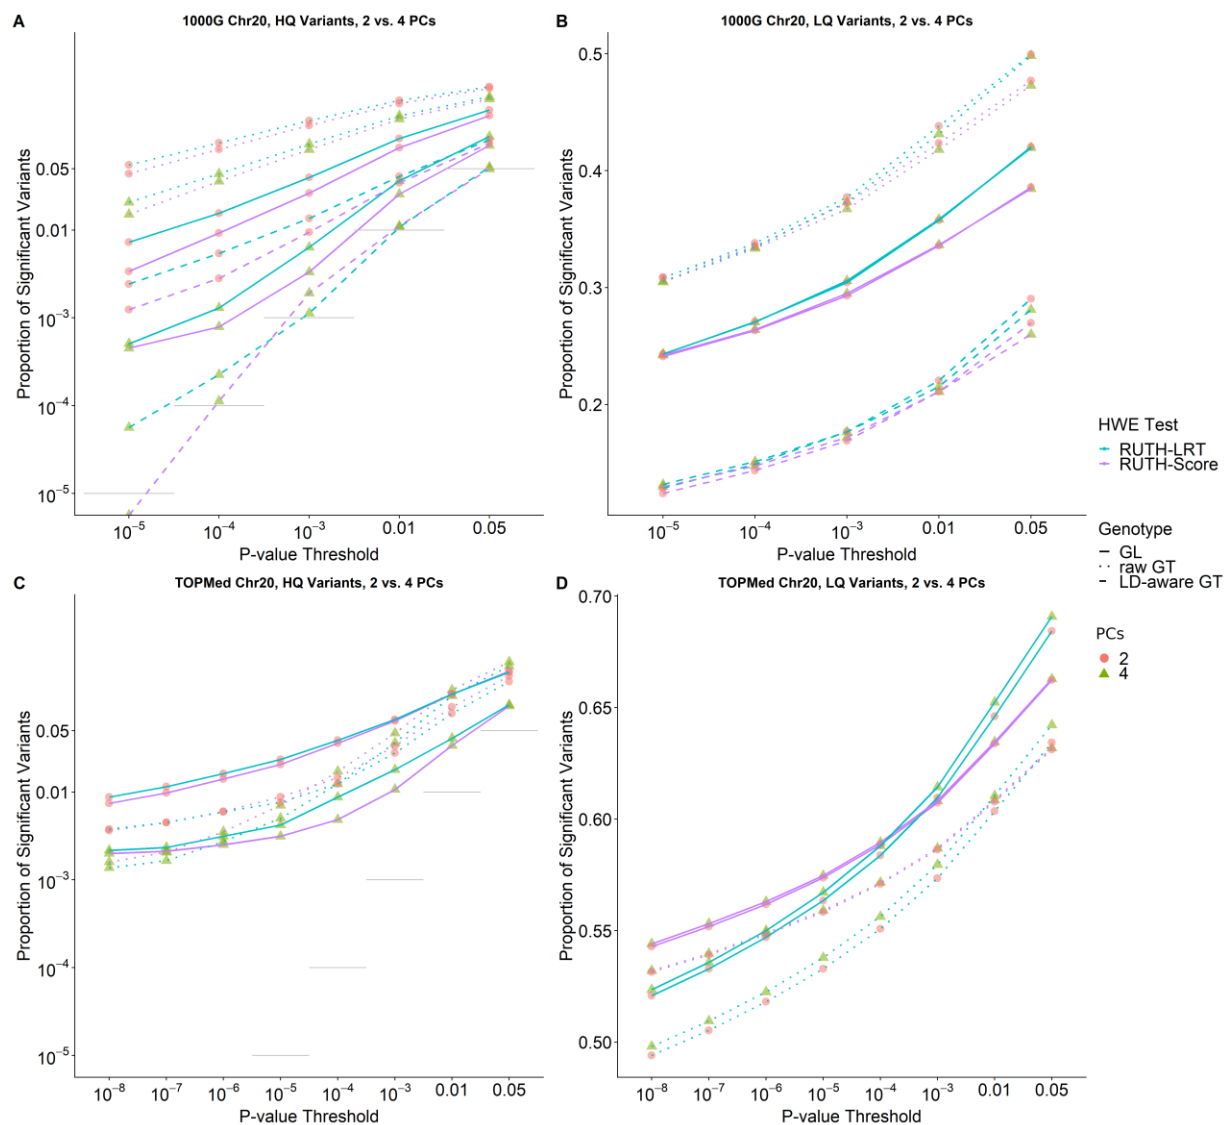 A
1000G Chr20, HQ Variants, 2 vs. 4 PCs
Proportion of Significant Variants
0.05
0.01
10⁻³
10⁻⁴
10⁻⁵
10⁻⁵ 10⁻⁴ 10⁻³ 0.01 0.05
P-value Threshold
B
1000G Chr20, LQ Variants, 2 vs. 4 PCs
Proportion of Significant Variants
0.5
0.4
0.3
0.2
10⁻⁵ 10⁻⁴ 10⁻³ 0.01 0.05
P-value Threshold
HWE Test
RUTH-LRT
RUTH-Score
Genotype
GL
raw GT
LD-aware GT
PCs
2
4
C
TOPMed Chr20, HQ Variants, 2 vs. 4 PCs
Proportion of Significant Variants
0.05
0.01
10⁻³
10⁻⁴
10⁻⁵
10⁻⁸ 10⁻⁷ 10⁻⁶ 10⁻⁵ 10⁻⁴ 10⁻³ 0.01 0.05
P-value Threshold
D
TOPMed Chr20, LQ Variants, 2 vs. 4 PCs
Proportion of Significant Variants
0.70
0.65
0.60
0.55
0.50
10⁻⁸ 10⁻⁷ 10⁻⁶ 10⁻⁵ 10⁻⁴ 10⁻³ 0.01 0.05
P-value Threshold